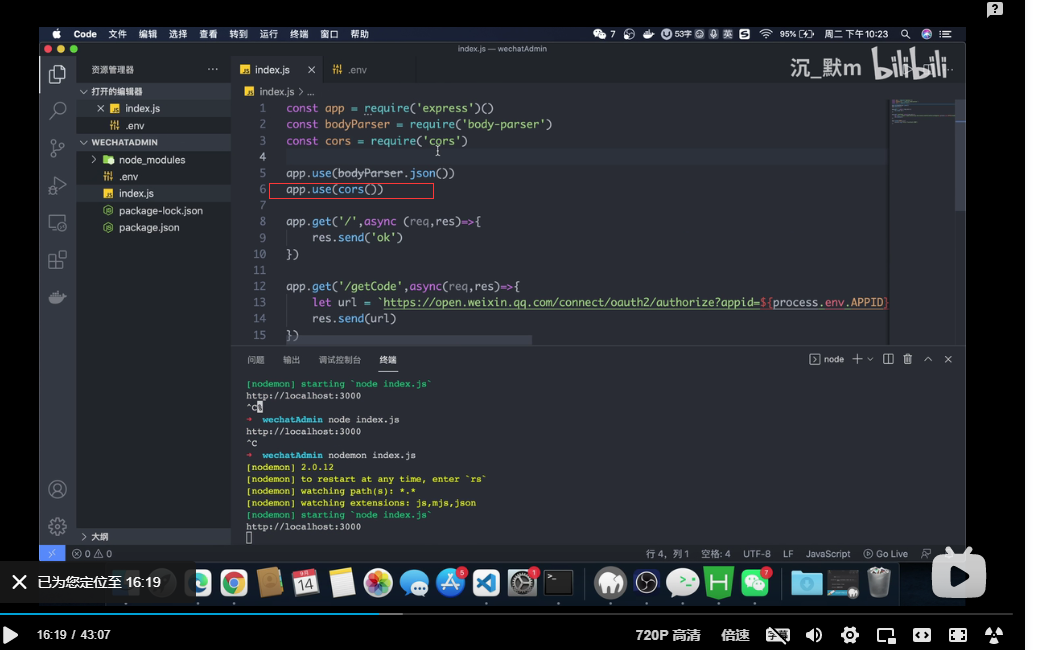 Code 文件 编辑 选择 查看 转到 运行 终端 窗口 帮助
7 53字 英 S 95% 周二 下午10:23
index.js — wechatAdmin
资源管理器 ···
index.js × .env
沉_默m bilibili
打开的编辑器
× index.js
.env
WECHATADMIN
node_modules
.env
index.js
package-lock.json
package.json
大纲
index.js > ...
1 const app = require('express')()
2 const bodyParser = require('body-parser')
3 const cors = require('cors')
4
5 app.use(bodyParser.json())
6 app.use(cors())
7
8 app.get('/',async (req,res)=>{
9 res.send('ok')
10 })
11
12 app.get('/getCode',async(req,res)=>{
13 let url = `https://open.weixin.qq.com/connect/oauth2/authorize?appid=${process.env.APPID}
14 res.send(url)
15 })
问题 输出 调试控制台 终端 node
[nodemon] starting `node index.js`
http://localhost:3000
^C%
→ wechatAdmin node index.js
http://localhost:3000
^C
→ wechatAdmin nodemon index.js
[nodemon] 2.0.12
[nodemon] to restart at any time, enter `rs`
[nodemon] watching path(s): *.*
[nodemon] watching extensions: js,mjs,json
[nodemon] starting `node index.js`
http://localhost:3000
0 0 行 4，列 1 空格: 4 UTF-8 LF JavaScript Go Live
已为您定位至 16:19
14 5 1 H 7
16:19 / 43:07 720P 高清 倍速 字幕